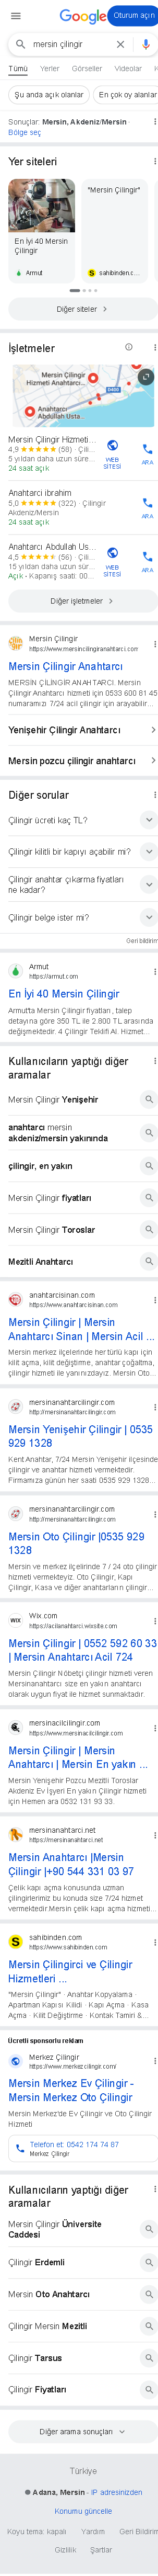 Google
Oturum açın
mersin çilingir
Tümü Yerler Görseller Videolar
Şu anda açık olanlar En çok oy alanlar
Sonuçlar: Mersin, Akdeniz/Mersin ·
Bölge seç
Yer siteleri
En İyi 40 Mersin
Çilingir
Armut
"Mersin Çilingir"
sahibinden.c...
Diğer siteler
İşletmeler
Mersin Çilingir
Hizmeti Anahtarcı...
D400
Anahtarcı
Abdullah Usta...
Mersin Çilingir Hizmeti...
4,9 (58) · Çili...
5 yıldan daha uzun süre...
24 saat açık
WEB
SİTESİ
ARA
Anahtarcı ibrahim
5,0 (322) · Çilingir
Akdeniz/Mersin
24 saat açık
ARA
Anahtarcı Abdullah Us...
4,5 (56) · Çili...
15 yıldan daha uzun sür...
Açık · Kapanış saati: 00...
WEB
SİTESİ
ARA
Diğer işletmeler
Mersin Çilingir
https://www.mersincilingiranahtarci.com
Mersin Çilingir Anahtarcı
MERSİN ÇİLİNGİR ANAHTARCI. Mersin
Çilingir Anahtarcı hizmeti için 0533 600 81 45
numaramızı 7/24 acil çilingir için arayabilir...
Yenişehir Çilingir Anahtarcı
Mersin pozcu çilingir anahtarcı
Diğer sorular
Çilingir ücreti kaç TL?
Çilingir kilitli bir kapıyı açabilir mi?
Çilingir anahtar çıkarma fiyatları
ne kadar?
Çilingir belge ister mi?
Geri bildirim
Armut
https://armut.com
En İyi 40 Mersin Çilingir
Armut'ta Mersin Çilingir fiyatları , talep
detayına göre 350 TL ile 2.800 TL arasında
değişmektedir. 4 Çilingir Teklifi Al. Hizmet...
Kullanıcıların yaptığı diğer
aramalar
Mersin Çilingir Yenişehir
anahtarcı mersin
akdeniz/mersin yakınında
çilingir, en yakın
Mersin Çilingir fiyatları
Mersin Çilingir Toroslar
Mezitli Anahtarcı
anahtarcisinan.com
https://www.anahtarcisinan.com
Mersin Çilingir | Mersin
Anahtarcı Sinan | Mersin Acil ...
Mersin merkez ilçelerinde her türlü kapı için
kilit açma, kilit değiştirme, anahtar çoğaltma,
çilingir hizmeti ile yanınızdayız. Mersin Oto...
mersinanahtarcilingir.com
http://mersinanahtarcilingir.com
Mersin Yenişehir Çilingir | 0535
929 1328
Kent Anahtar, 7/24 Mersin Yenişehir ilçesinde
çilingir ve anahtar hizmeti vermektedir.
Firmamıza günün her saati 0535 929 1328...
mersinanahtarcilingir.com
http://mersinanahtarcilingir.com
Mersin Oto Çilingir |0535 929
1328
Mersin ve merkez ilçelerinde 7 / 24 oto çilingir
hizmeti vermekteyiz. Oto Çilingir, Kapı
Çilingir, Kasa ve diğer anahtarların çilingir...
Wix.com
https://acilanahtarci.wixsite.com
Mersin Çilingir | 0552 592 60 33
| Mersin Anahtarcı Acil 724
Mersin Çilingir Nöbetçi çilingir hizmeti veren
Mersinanahtarcı size en yakın anahtarcı
olarak uygun fiyat ile hizmet sunmaktadır.
mersinacilcilingir.com
https://www.mersinacilcilingir.com
Mersin Çilingir | Mersin
Anahtarcı | Mersin En yakın ...
Mersin Yenişehir Pozcu Mezitli Toroslar
Akdeniz Ev İşyeri En yakın Çilingir hizmeti
için Hemen ara 0532 131 93 33.
mersinanahtarci.net
https://mersinanahtarci.net
Mersin Anahtarcı |Mersin
Çilingir |+90 544 331 03 97
Çelik kapı açma konusunda uzman
çilingirlerimiz bu konuda size 7/24 hizmet
vermektedir.Mersin çelik kapı açma hizmeti...
sahibinden.com
https://www.sahibinden.com
Mersin Çilingirci ve Çilingir
Hizmetleri ...
"Mersin Çilingir" · Anahtar Kopyalama ·
Apartman Kapısı Kilidi · Kapı Açma · Kasa
Açma · Kilit Değiştirme · Kontak Tamiri &...
Ücretli sponsorlu reklam
Merkez Çilingir
https://www.merkezcilingir.com/
Mersin Merkez Ev Çilingir -
Mersin Merkez Oto Çilingir
Mersin Merkez'de Ev Çilingir ve Oto Çilingir
Hizmeti
Telefon et: 0542 174 74 87
Merkez Çilingir
Kullanıcıların yaptığı diğer
aramalar
Mersin Çilingir Üniversite
Caddesi
Çilingir Erdemli
Mersin Oto Anahtarcı
Çilingir Mersin Mezitli
Çilingir Tarsus
Çilingir Fiyatları
Diğer arama sonuçları
Türkiye
Adana, Mersin - IP adresinizden
Konumu güncelle
Koyu tema: kapalı Yardım Geri Bildirim
Gizlilik Şartlar